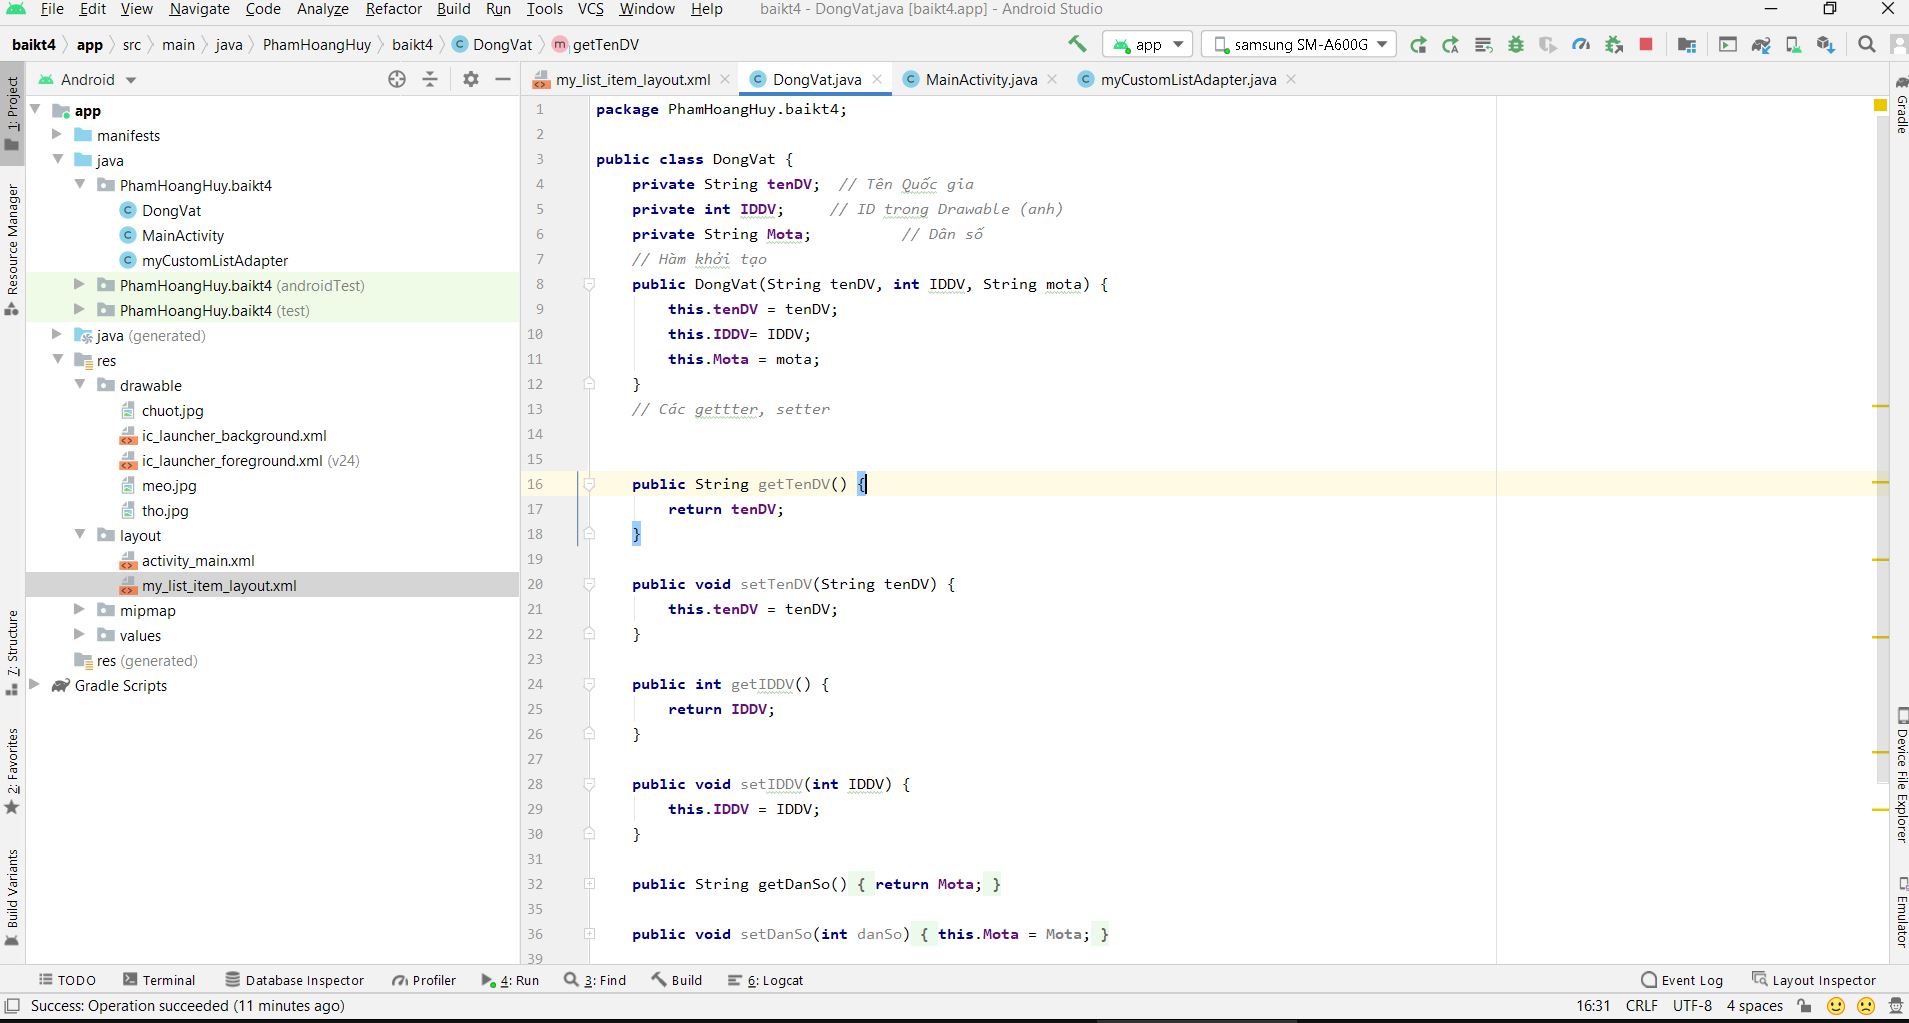 File Edit View Navigate Code Analyze Refactor Build Run Tools VCS Window Help baikt4 - DongVat.java [baikt4.app] - Android Studio
baikt4 app src main java PhamHoangHuy baikt4 DongVat getTenDV app samsung SM-A600G
Android
my_list_item_layout.xml DongVat.java MainActivity.java myCustomListAdapter.java
1: Project
Resource Manager
7: Structure
2: Favorites
Build Variants
app
manifests
java
PhamHoangHuy.baikt4
DongVat
MainActivity
myCustomListAdapter
PhamHoangHuy.baikt4 (androidTest)
PhamHoangHuy.baikt4 (test)
java (generated)
res
drawable
chuot.jpg
ic_launcher_background.xml
ic_launcher_foreground.xml (v24)
meo.jpg
tho.jpg
layout
activity_main.xml
my_list_item_layout.xml
mipmap
values
res (generated)
Gradle Scripts
1 package PhamHoangHuy.baikt4;
2
3 public class DongVat {
4 private String tenDV; // Tên Quốc gia
5 private int IDDV; // ID trong Drawable (anh)
6 private String Mota; // Dân số
7 // Hàm khởi tạo
8 public DongVat(String tenDV, int IDDV, String mota) {
9 this.tenDV = tenDV;
10 this.IDDV= IDDV;
11 this.Mota = mota;
12 }
13 // Các gettter, setter
14
15
16 public String getTenDV() {
17 return tenDV;
18 }
19
20 public void setTenDV(String tenDV) {
21 this.tenDV = tenDV;
22 }
23
24 public int getIDDV() {
25 return IDDV;
26 }
27
28 public void setIDDV(int IDDV) {
29 this.IDDV = IDDV;
30 }
31
32 public String getDanSo() { return Mota; }
35
36 public void setDanSo(int danSo) { this.Mota = Mota; }
39
Gradle
Device File Explorer
Emulator
TODO Terminal Database Inspector Profiler 4: Run 3: Find Build 6: Logcat Event Log Layout Inspector
Success: Operation succeeded (11 minutes ago) 16:31 CRLF UTF-8 4 spaces